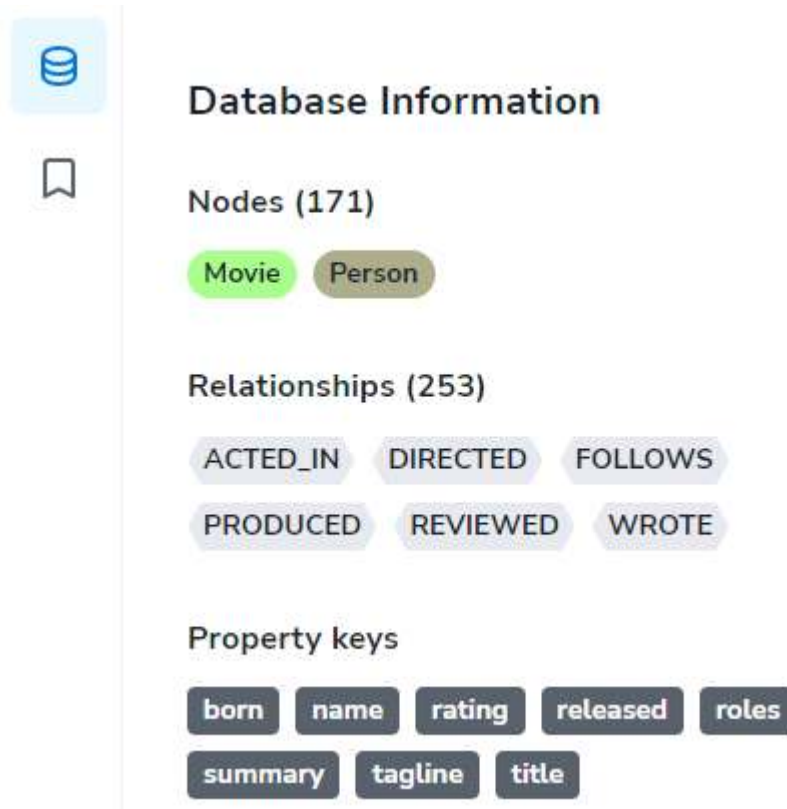 Database Information
Nodes (171)
Movie Person
Relationships (253)
ACTED_IN DIRECTED FOLLOWS
PRODUCED REVIEWED WROTE
Property keys
born name rating released roles
summary tagline title